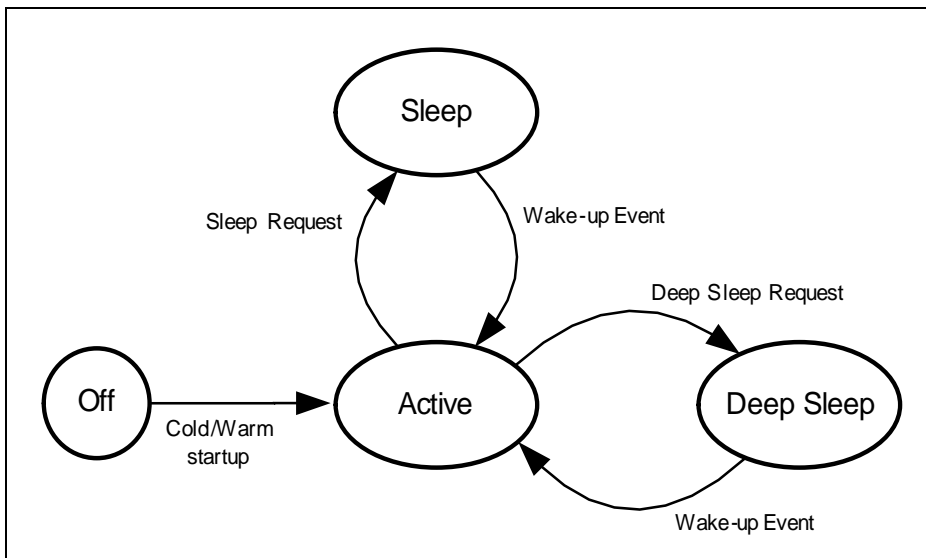 Sleep
Sleep Request
Wake-up Event
Deep Sleep Request
Off
Active
Deep Sleep
Cold/Warm
startup
Wake-up Event